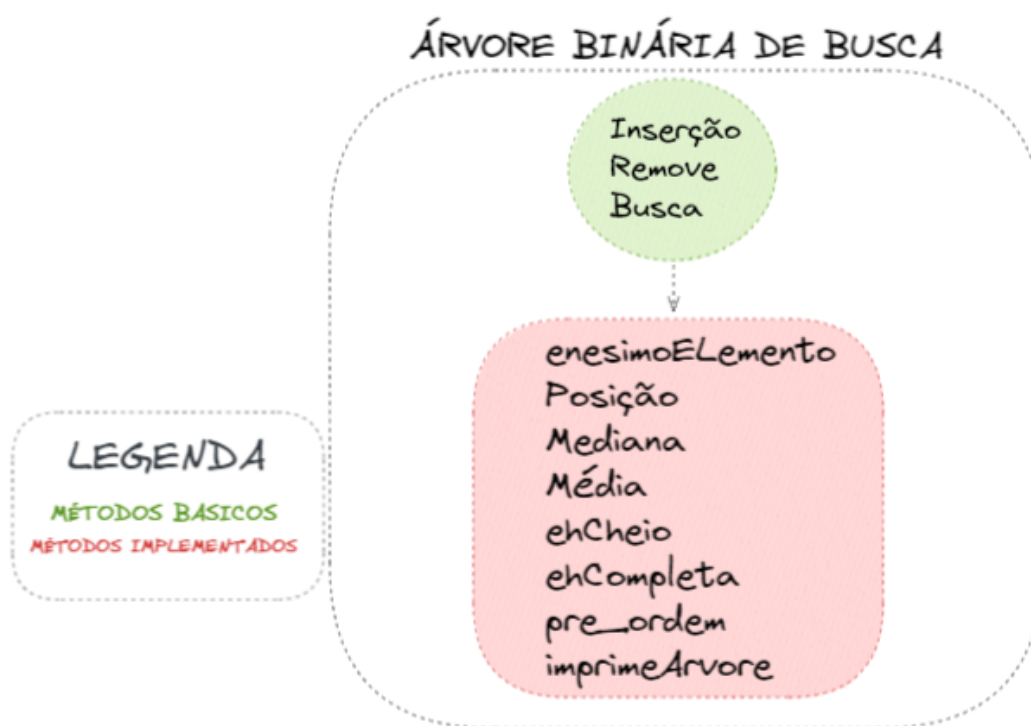 ÁRVORE BINÁRIA DE BUSCA
Inserção
Remove
Busca
enesimoELemento
Posição
Mediana
Média
ehCheio
ehCompleta
pre_ordem
imprimeArvore
LEGENDA
MÉTODOS BASICOS
MÉTODOS IMPLEMENTADOS